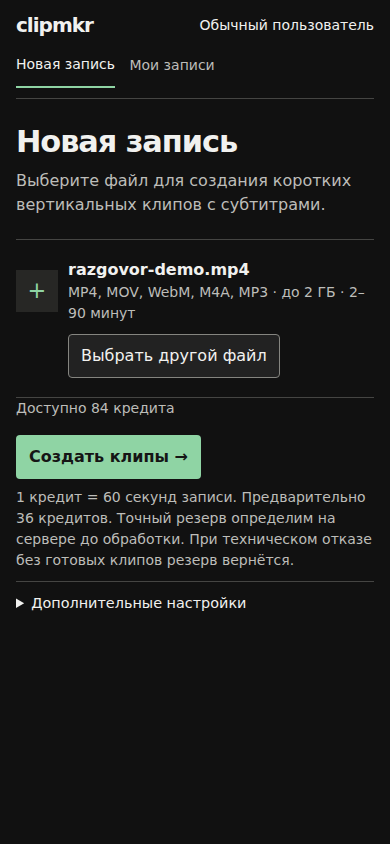 clipmkr
Обычный пользователь
Новая запись
Мои записи
Новая запись
Выберите файл для создания коротких
вертикальных клипов с субтитрами.
+
razgovor-demo.mp4
MP4, MOV, WebM, M4A, MP3 · до 2 ГБ · 2–
90 минут
Выбрать другой файл
Доступно 84 кредита
Создать клипы →
1 кредит = 60 секунд записи. Предварительно
36 кредитов. Точный резерв определим на
сервере до обработки. При техническом отказе
без готовых клипов резерв вернётся.
▶ Дополнительные настройки